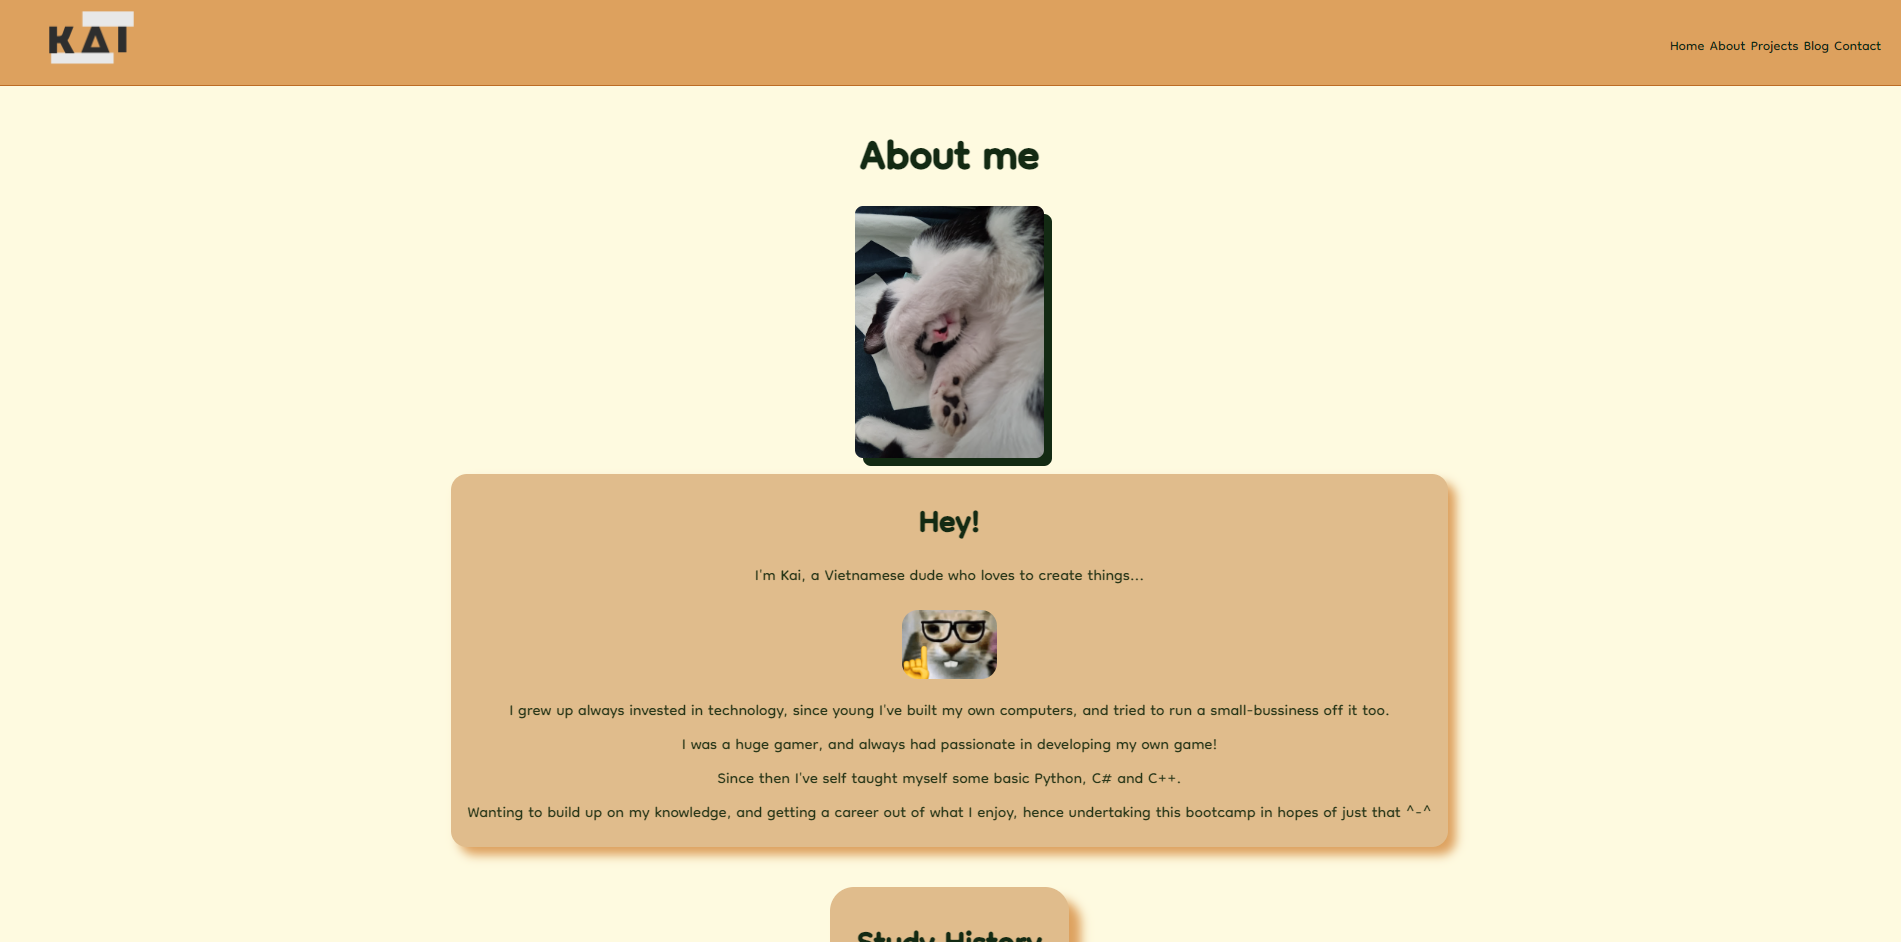 KAI
Home About Projects Blog Contact
About me
Hey!
I'm Kai, a Vietnamese dude who loves to create things...
I grew up always invested in technology, since young I've built my own computers, and tried to run a small-bussiness off it too.
I was a huge gamer, and always had passionate in developing my own game!
Since then I've self taught myself some basic Python, C# and C++.
Wanting to build up on my knowledge, and getting a career out of what I enjoy, hence undertaking this bootcamp in hopes of just that ^-^
Study History